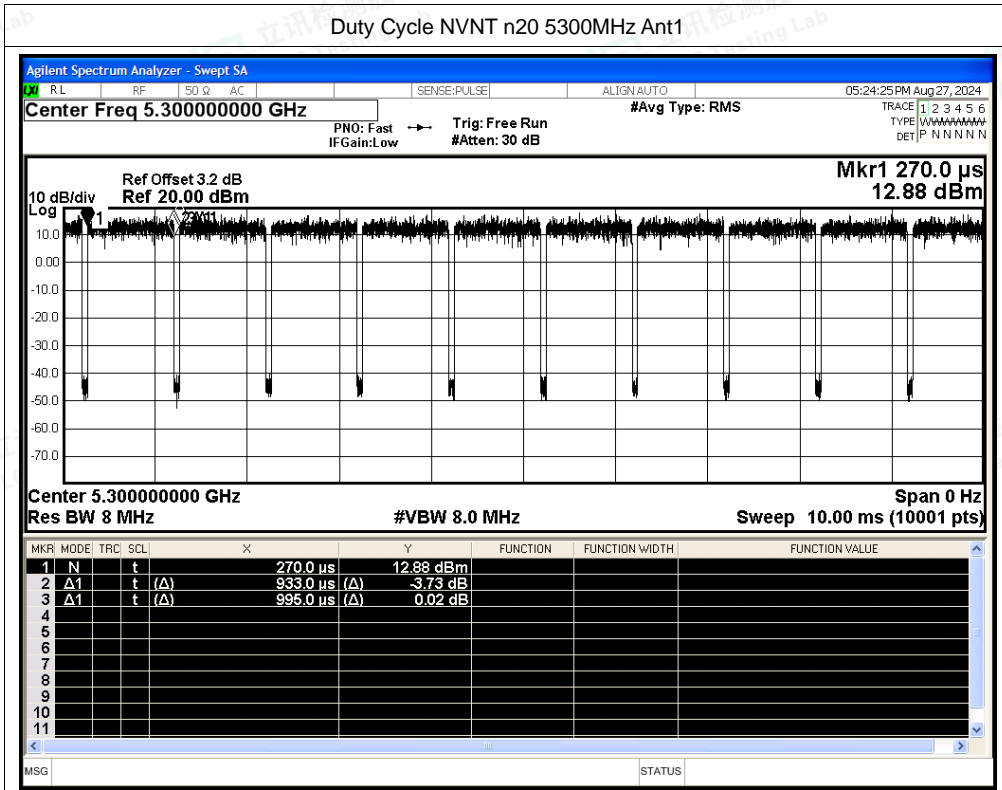 Duty Cycle NVNT n20 5300MHz Ant1
Agilent Spectrum Analyzer - Swept SA
LXI RL RF 50 Ω AC SENSE:PULSE ALIGN AUTO 05:24:25 PM Aug 27, 2024
Center Freq 5.300000000 GHz #Avg Type: RMS TRACE 1 2 3 4 5 6
PNO: Fast Trig: Free Run TYPE WWWWWW
IFGain:Low #Atten: 30 dB DET P N N N N N
Mkr1 270.0 µs
12.88 dBm
Ref Offset 3.2 dB
10 dB/div Ref 20.00 dBm
Log
1
10.0
0.00
-10.0
-20.0
-30.0
-40.0
-50.0
-60.0
-70.0
Center 5.300000000 GHz Span 0 Hz
Res BW 8 MHz #VBW 8.0 MHz Sweep 10.00 ms (10001 pts)
MKR MODE TRC SCL X Y FUNCTION FUNCTION WIDTH FUNCTION VALUE
1 N t 270.0 µs 12.88 dBm
2 Δ1 t (Δ) 933.0 µs (Δ) -3.73 dB
3 Δ1 t (Δ) 995.0 µs (Δ) 0.02 dB
4
5
6
7
8
9
10
11
MSG STATUS